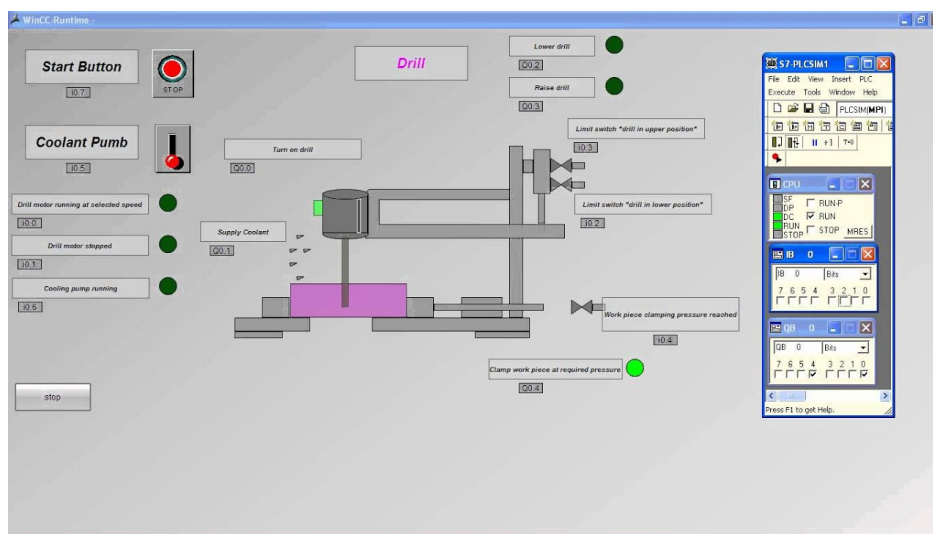 WinCC-Runtime -
Start Button
i0.7
STOP
Coolant Pumb
i0.5
Drill motor running at selected speed
i0.0
Drill motor stopped
i0.1
Cooling pump running
i0.6
stop
Drill
Turn on drill
Q0.0
Supply Coolant
Q0.1
Lower drill
Q0.2
Raise drill
Q0.3
Limit switch "drill in upper position"
i0.3
Limit switch "drill in lower position"
i0.2
Work piece clamping pressure reached
i0.4
Clamp work piece at required pressure
Q0.4
S7-PLCSIM1
File Edit View Insert PLC
Execute Tools Window Help
PLCSIM(MPI)
T=0
CPU
SF
DP
DC
RUN
STOP
RUN-P
RUN
STOP
MRES
IB 0
IB 0 Bits
7 6 5 4 3 2 1 0
QB 0
QB 0 Bits
7 6 5 4 3 2 1 0
Press F1 to get Help.